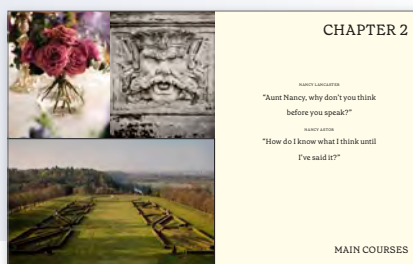 CHAPTER 2
NANCY LANCASTER
“Aunt Nancy, why don’t you think
before you speak?”
NANCY ASTOR
“How do I know what I think until
I’ve said it?”
MAIN COURSES